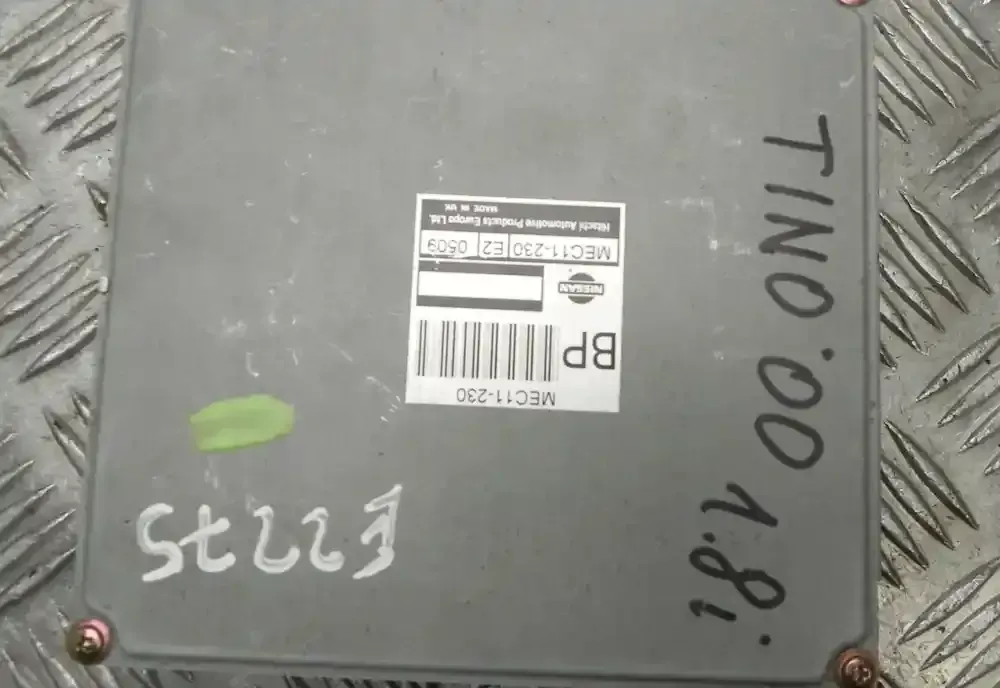 MEC11-230
BP
NISSAN
MEC11-230 E2 0509
Hitachi Automotive Products Europe Ltd.
MADE IN UK
TINO '00 1.8i